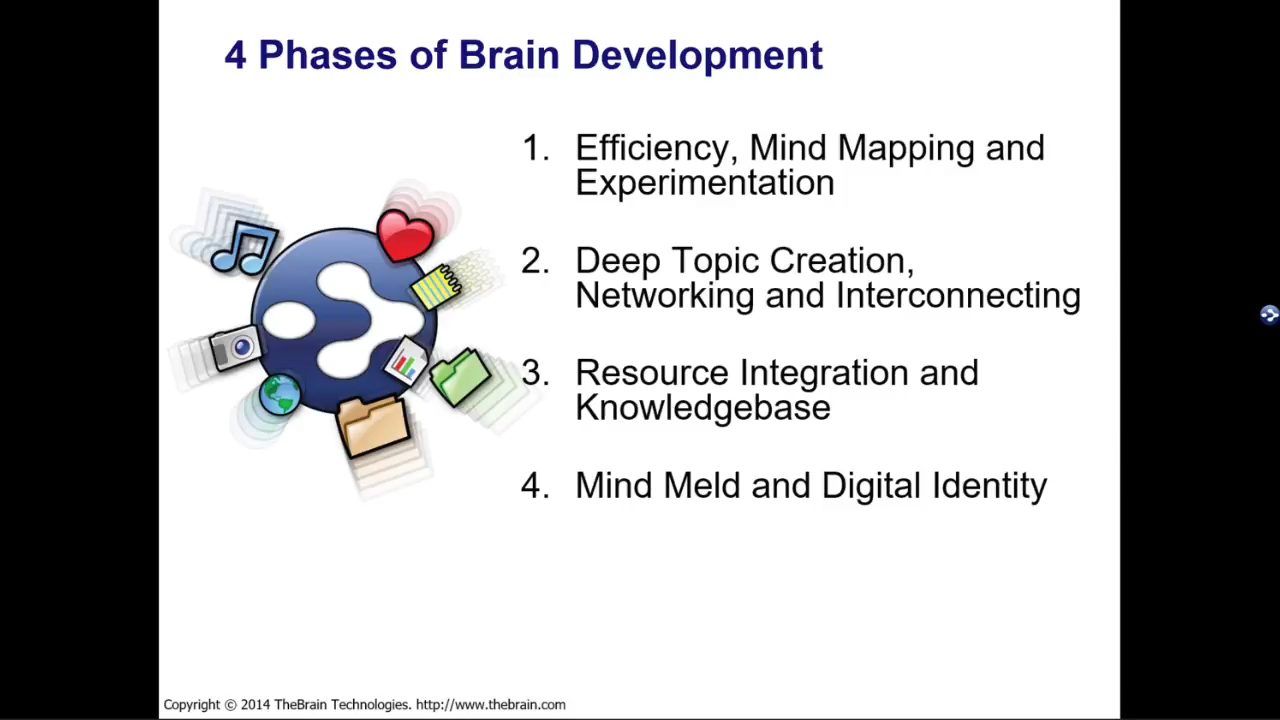 4 Phases of Brain Development
1. Efficiency, Mind Mapping and
Experimentation
2. Deep Topic Creation,
Networking and Interconnecting
3. Resource Integration and
Knowledgebase
4. Mind Meld and Digital Identity
Copyright © 2014 TheBrain Technologies. http://www.thebrain.com